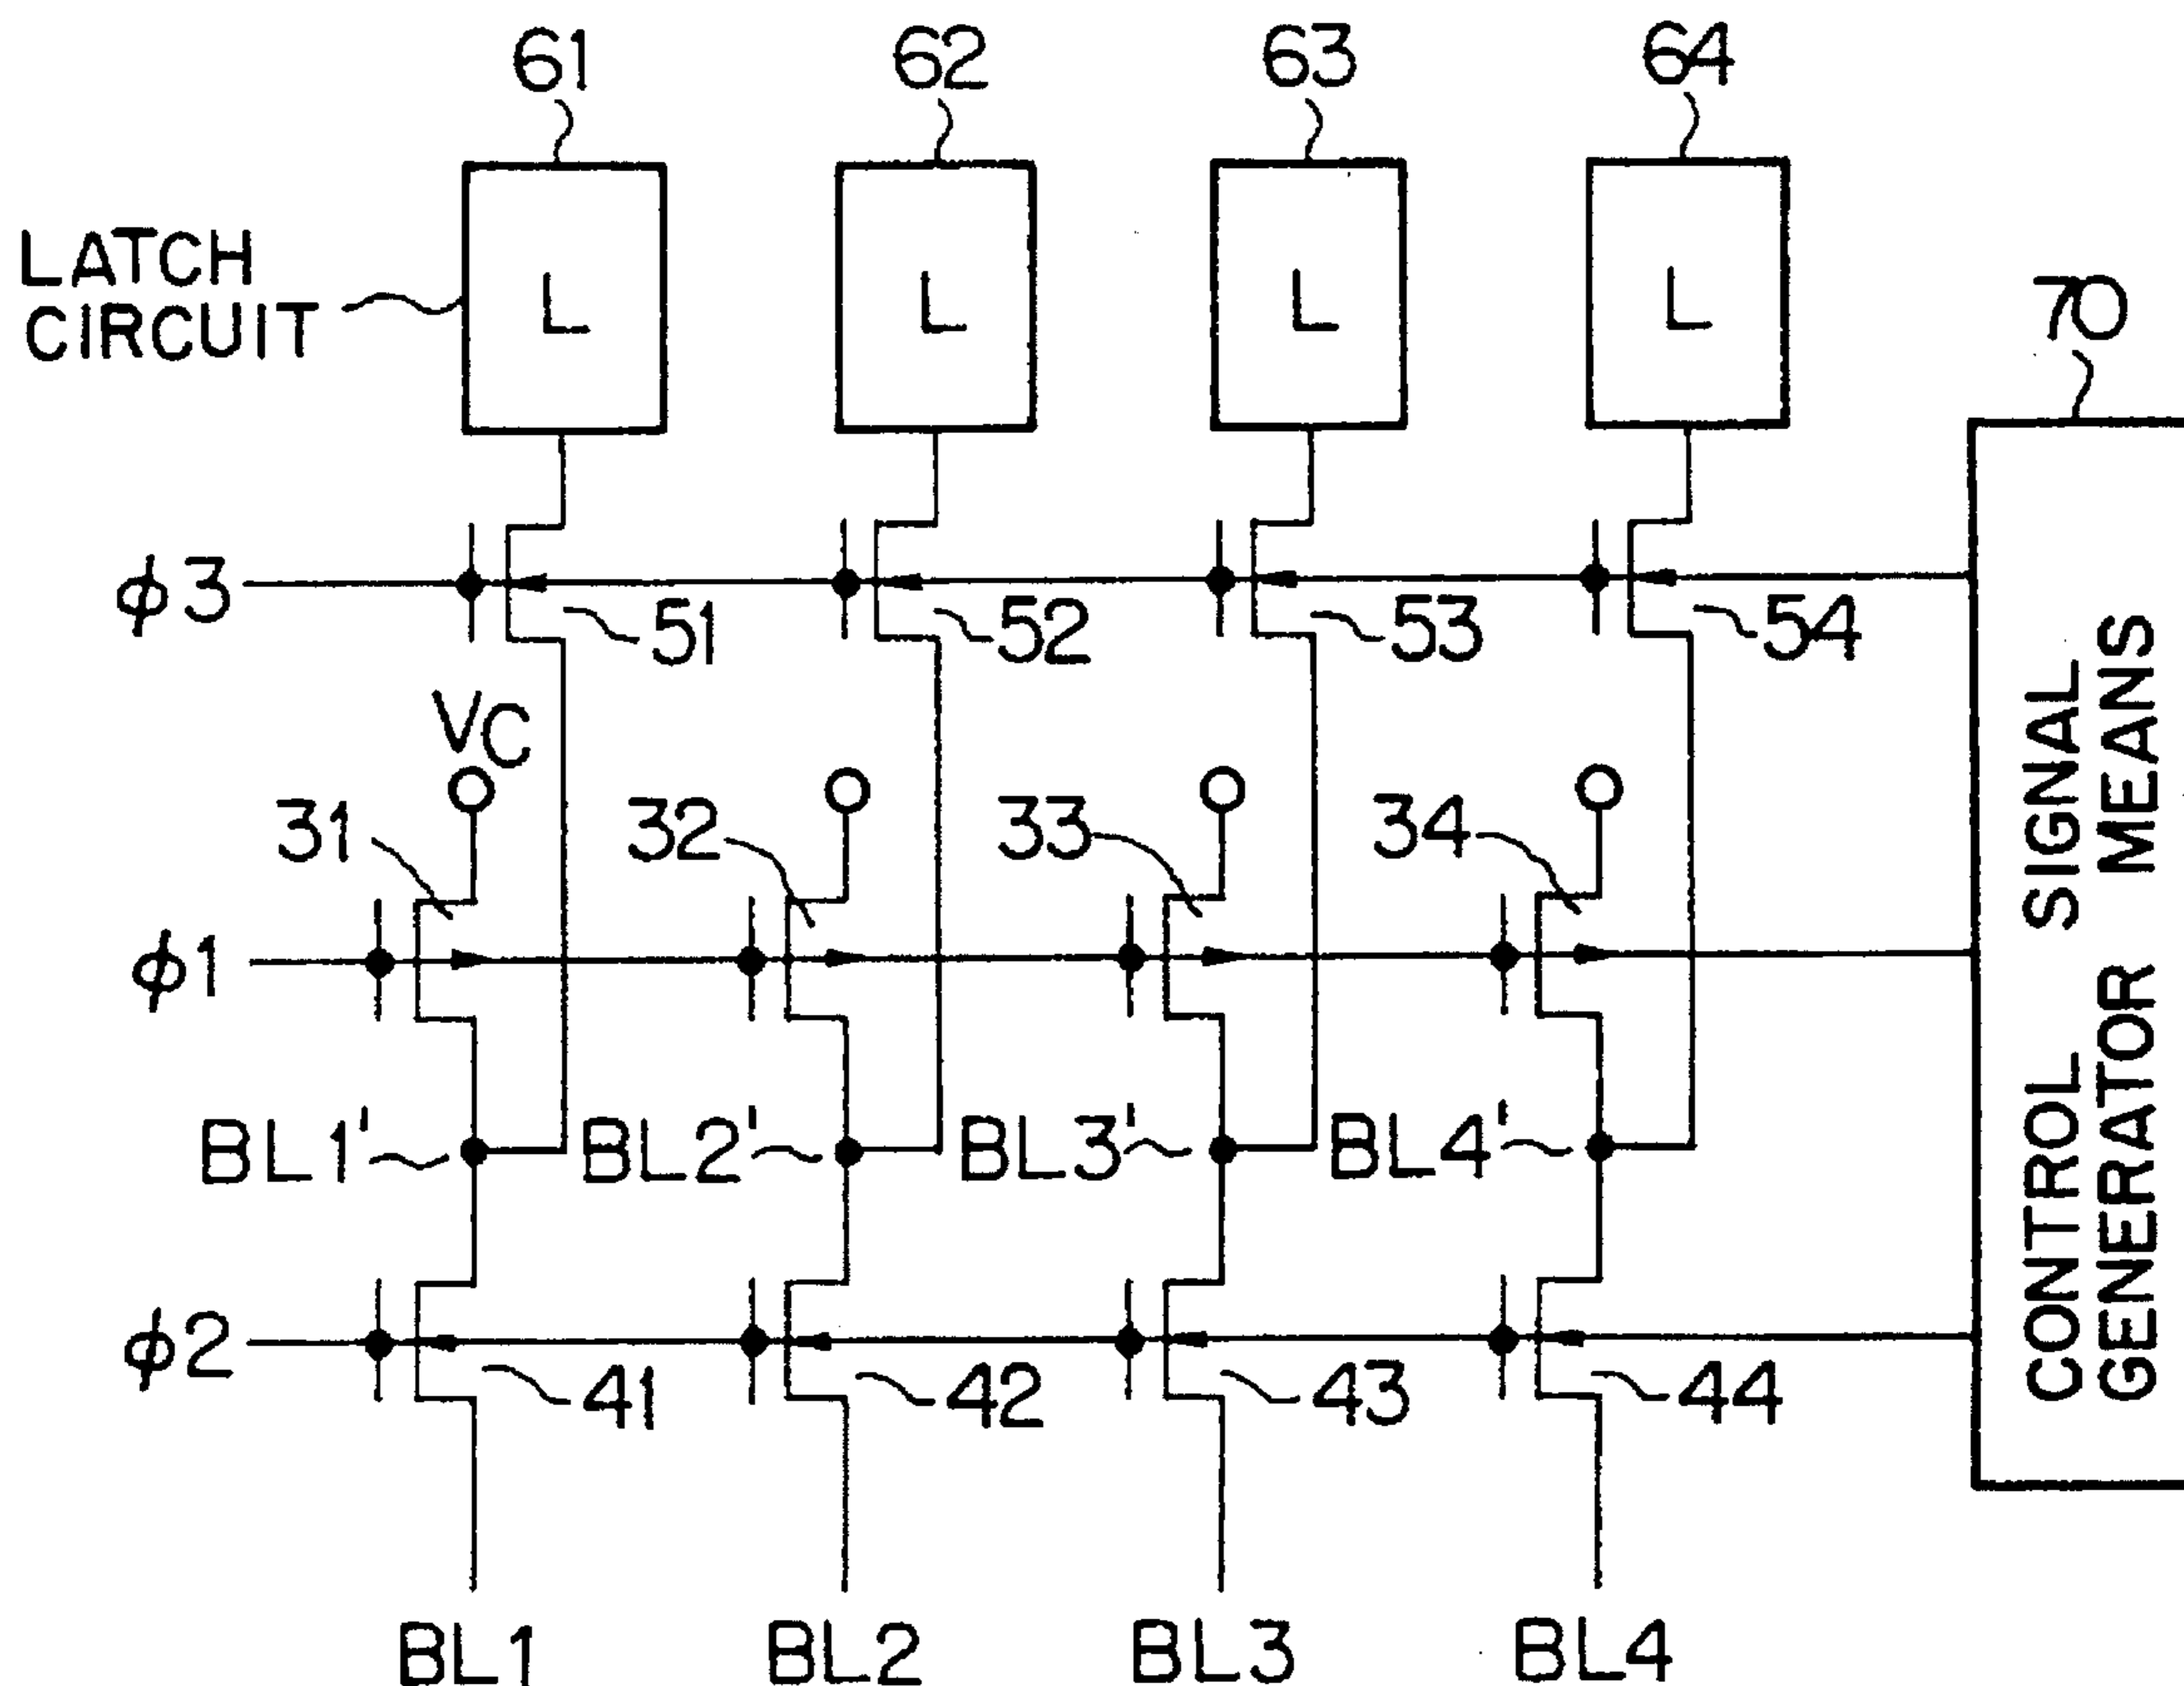 61 62 63 64
LATCH
CIRCUIT
L L L L
70
ϕ3
51 52 53 54
VC
31 32 33 34
ϕ1
BL1' BL2' BL3' BL4'
ϕ2
41 42 43 44
BL1 BL2 BL3 BL4
CONTROL SIGNAL
GENERATOR MEANS